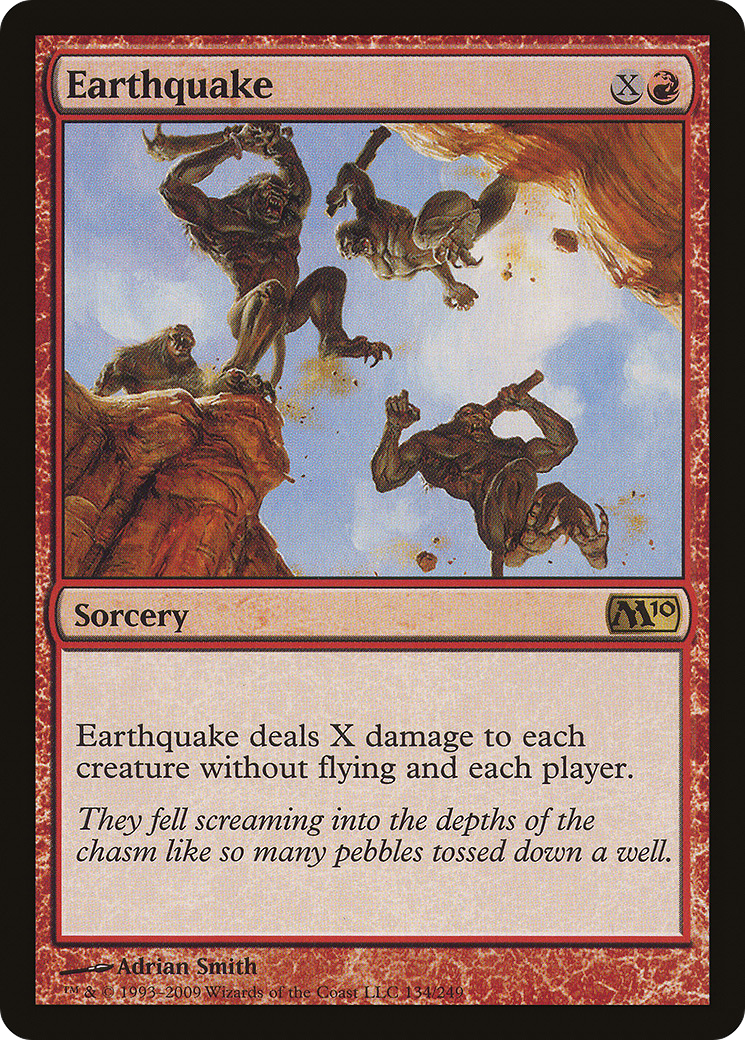 Earthquake X
Sorcery M10
Earthquake deals X damage to each
creature without flying and each player.
They fell screaming into the depths of the
chasm like so many pebbles tossed down a well.
Adrian Smith
™ & © 1993–2009 Wizards of the Coast LLC 134/249